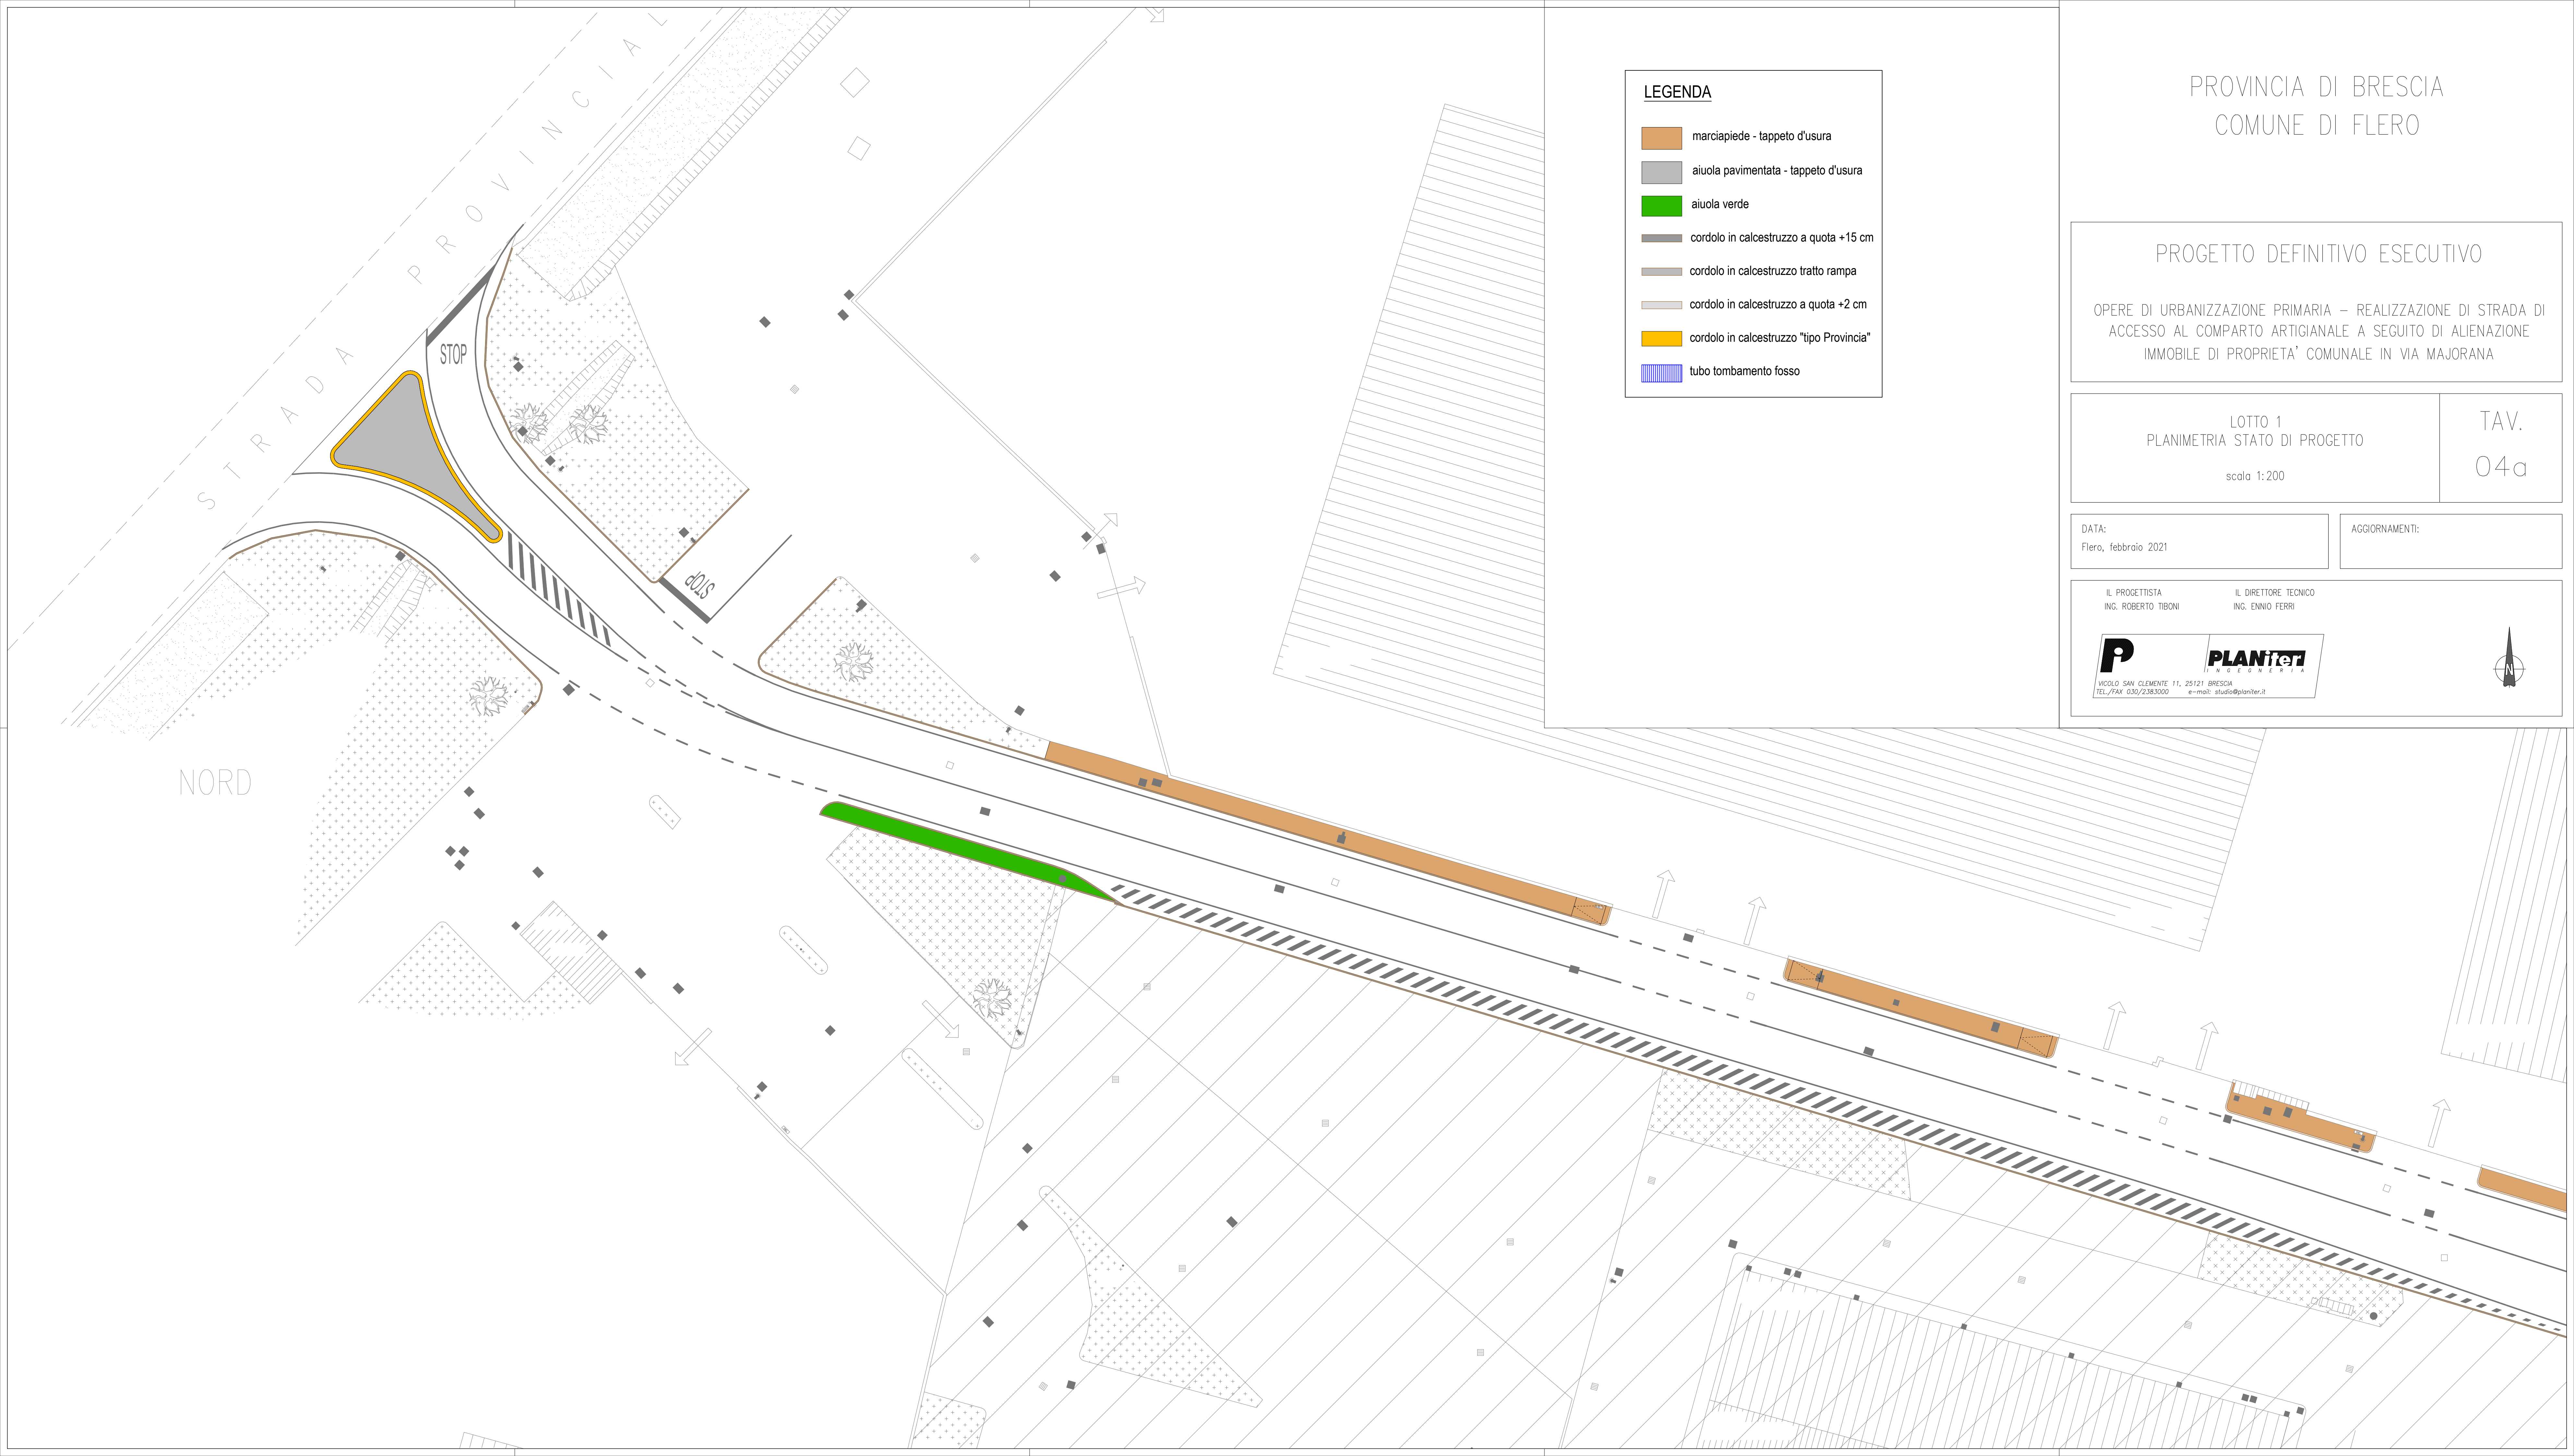 STRADA PROVINCIAL
STOP
STOP
NORD
LEGENDA
marciapiede - tappeto d'usura
aiuola pavimentata - tappeto d'usura
aiuola verde
cordolo in calcestruzzo a quota +15 cm
cordolo in calcestruzzo tratto rampa
cordolo in calcestruzzo a quota +2 cm
cordolo in calcestruzzo "tipo Provincia"
tubo tombamento fosso
PROVINCIA DI BRESCIA
COMUNE DI FLERO
PROGETTO DEFINITIVO ESECUTIVO
OPERE DI URBANIZZAZIONE PRIMARIA – REALIZZAZIONE DI STRADA DI
ACCESSO AL COMPARTO ARTIGIANALE A SEGUITO DI ALIENAZIONE
IMMOBILE DI PROPRIETA' COMUNALE IN VIA MAJORANA
LOTTO 1
PLANIMETRIA STATO DI PROGETTO
scala 1:200
TAV.
04a
DATA:
Flero, febbraio 2021
AGGIORNAMENTI:
IL PROGETTISTA
ING. ROBERTO TIBONI
IL DIRETTORE TECNICO
ING. ENNIO FERRI
PLANiter
INGEGNERIA
VICOLO SAN CLEMENTE 11, 25121 BRESCIA
TEL./FAX 030/2383000 e-mail: studio@planiter.it
N